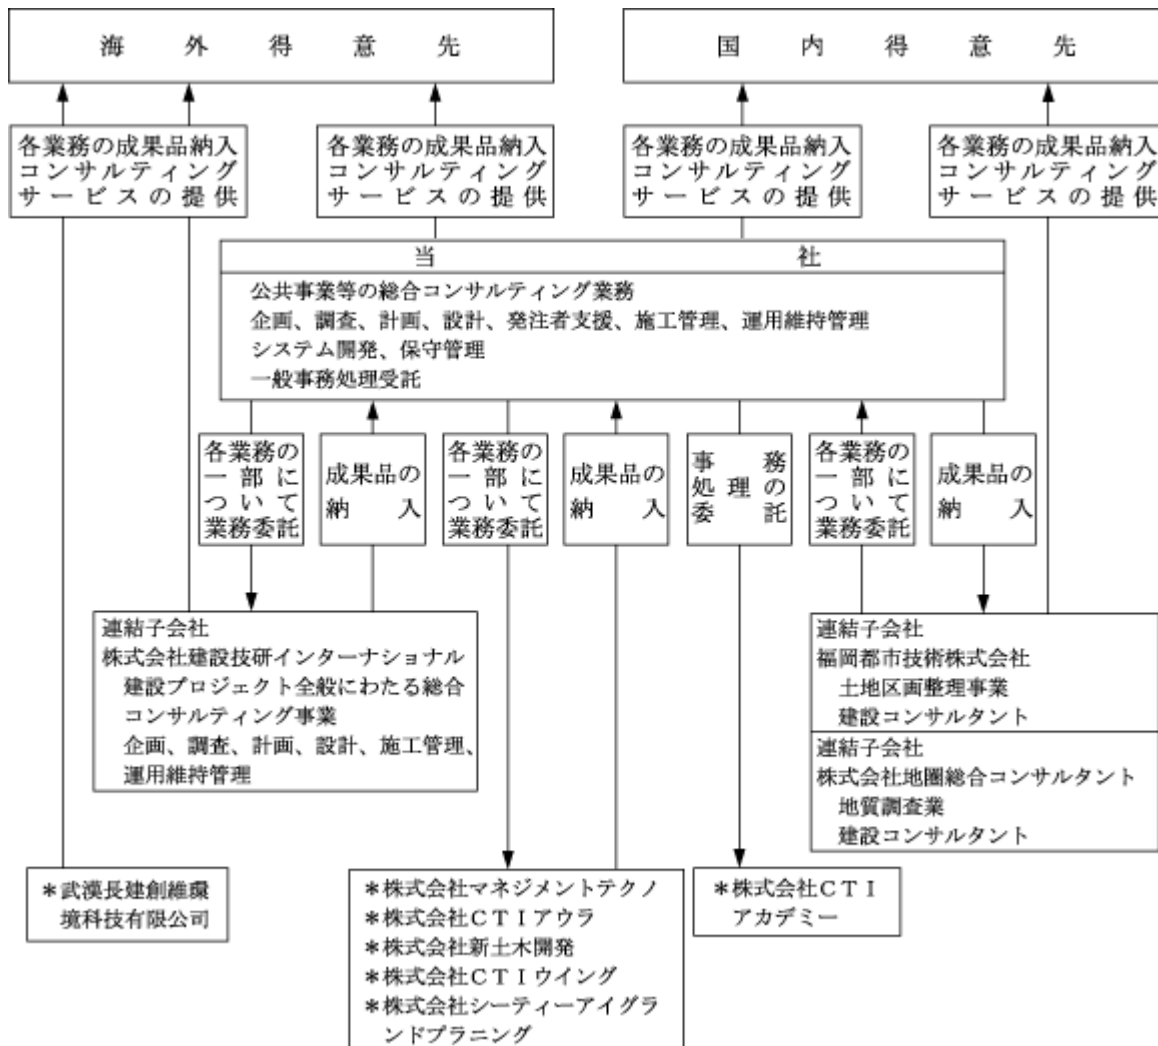 海外得意先
国内得意先
各業務の成果品納入
コンサルティング
サービスの提供
各業務の成果品納入
コンサルティング
サービスの提供
各業務の成果品納入
コンサルティング
サービスの提供
各業務の成果品納入
コンサルティング
サービスの提供
当社
公共事業等の総合コンサルティング業務
企画、調査、計画、設計、発注者支援、施工管理、運用維持管理
システム開発、保守管理
一般事務処理受託
各業務の
一部に
ついて
業務委託
成果品の
納入
各業務の
一部に
ついて
業務委託
成果品の
納入
事務
処理の
委託
各業務の
一部に
ついて
業務委託
成果品の
納入
連結子会社
株式会社建設技研インターナショナル
建設プロジェクト全般にわたる総合
コンサルティング事業
企画、調査、計画、設計、施工管理、
運用維持管理
連結子会社
福岡都市技術株式会社
土地区画整理事業
建設コンサルタント
連結子会社
株式会社地圏総合コンサルタント
地質調査業
建設コンサルタント
＊武漢長建創維環
境科技有限公司
＊株式会社マネジメントテクノ
＊株式会社ＣＴＩアウラ
＊株式会社新土木開発
＊株式会社ＣＴＩウイング
＊株式会社シーティーアイグラ
ンドプラニング
＊株式会社ＣＴＩ
アカデミー